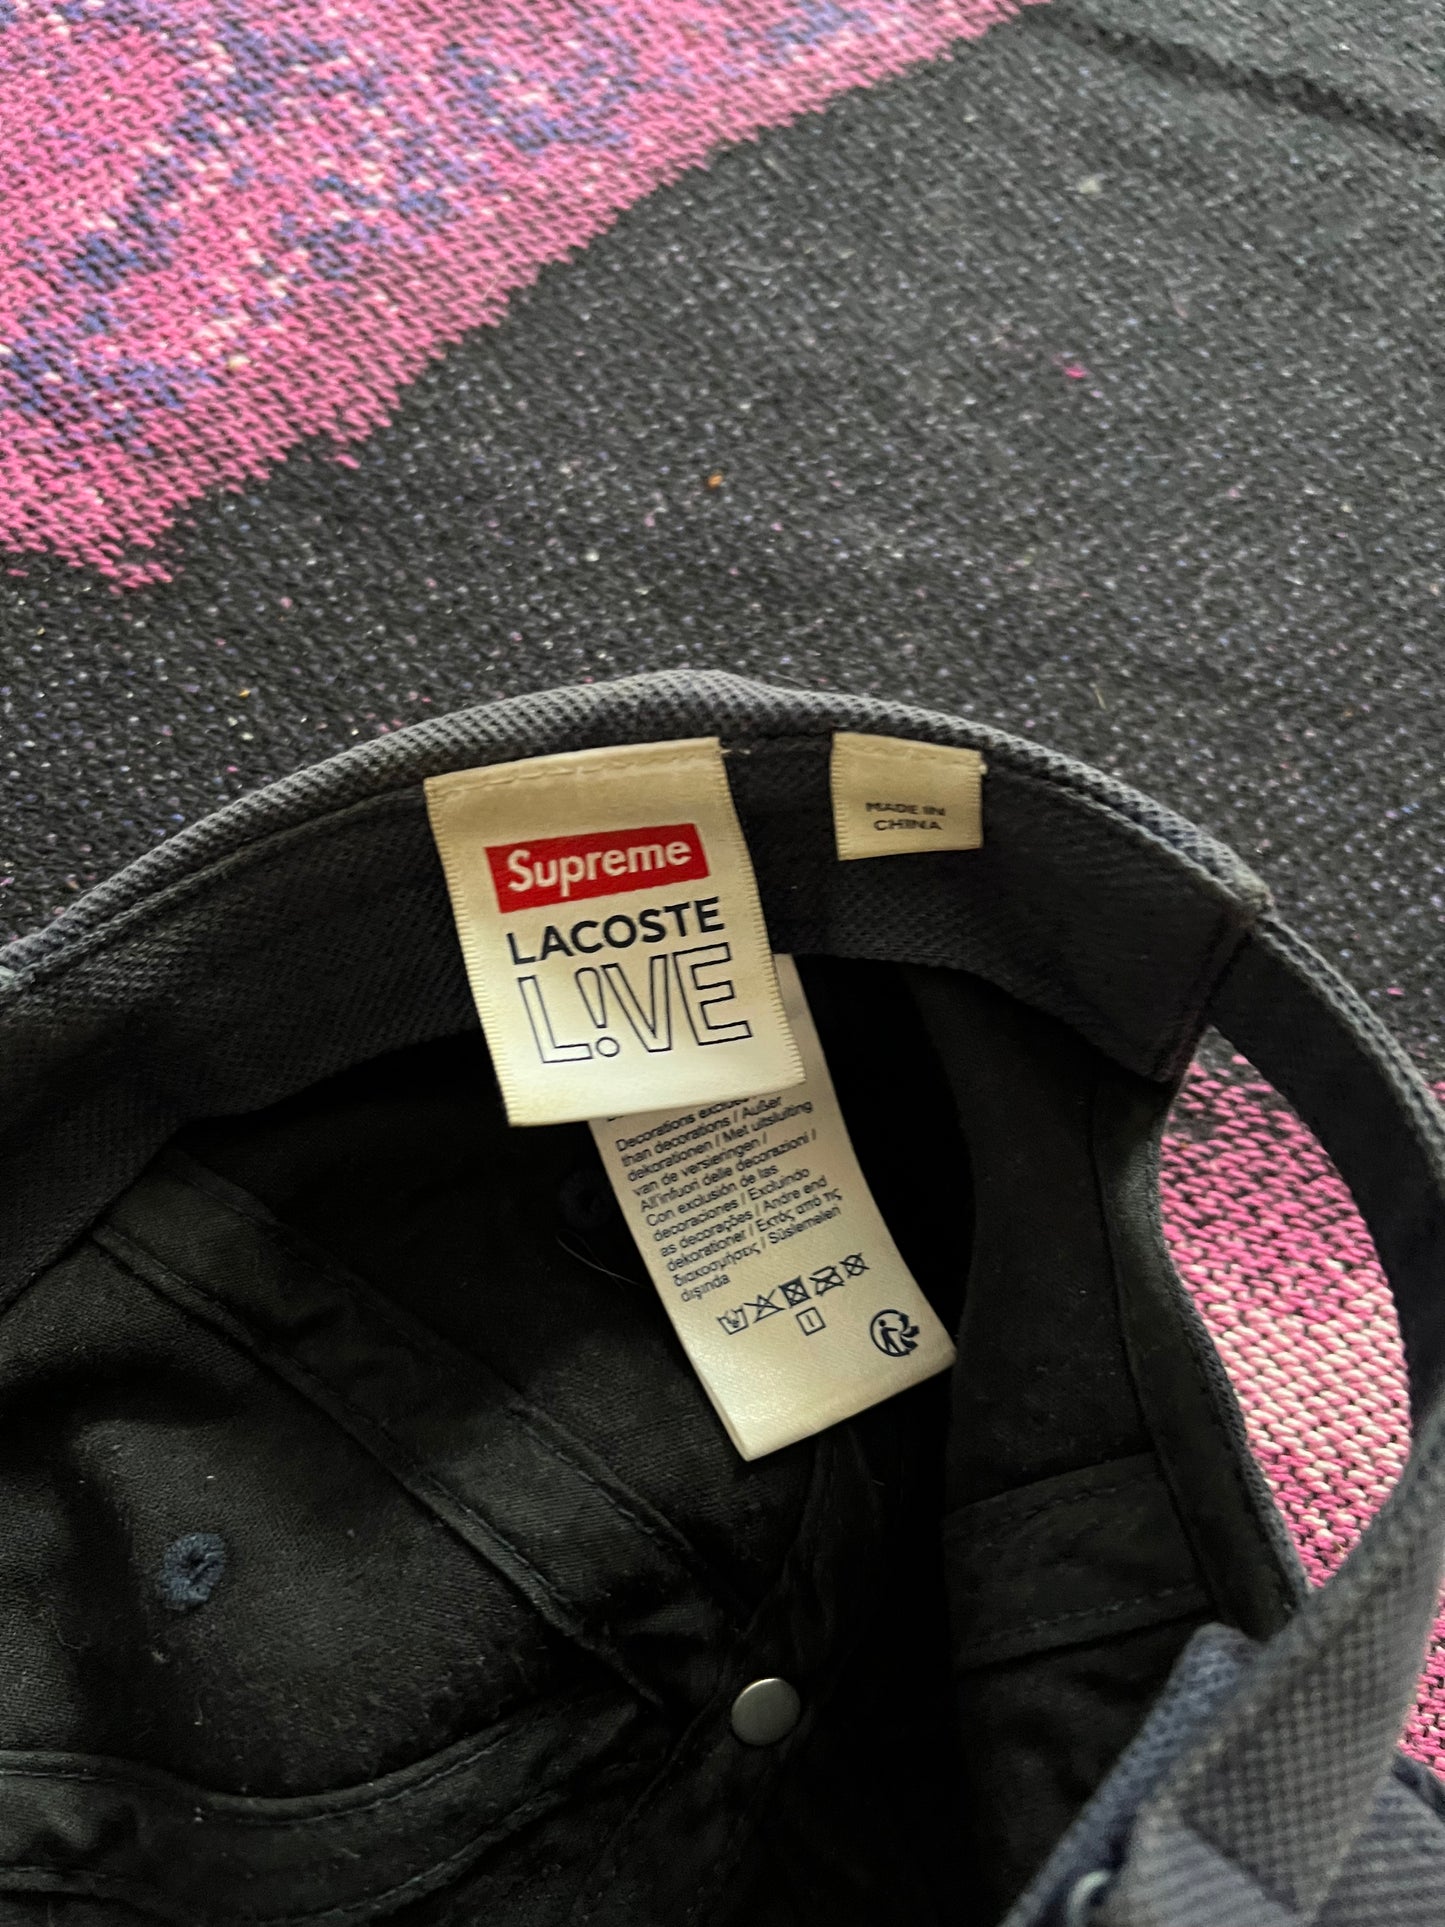 Supreme
LACOSTE
L!VE
MADE IN
CHINA
Decorations exclues
than decorations / Außer
dekorationen / Met uitsluiting
van de versieringen /
All'infuori delle decorazioni /
Con exclusión de las
decoraciones / Excluindo
as decorações / Andre end
dekorationer / Εκτός από τις
διακοσμήσεις / Süslemeleri
dışında
I